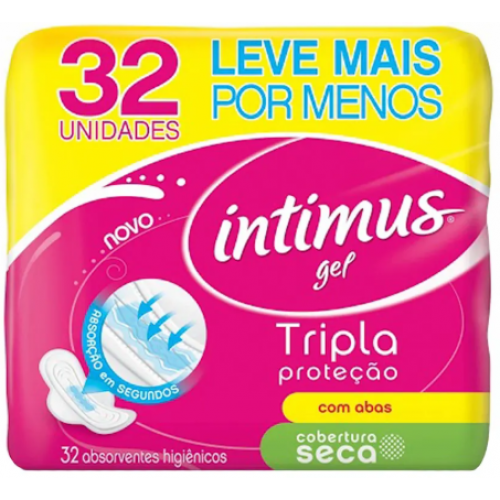 32
UNIDADES
LEVE MAIS
POR MENOS
NOVO
intimus®
gel
ABSORÇÃO em SEGUNDOS
Tripla
proteção
com abas
cobertura
seca
32 absorventes higiênicos